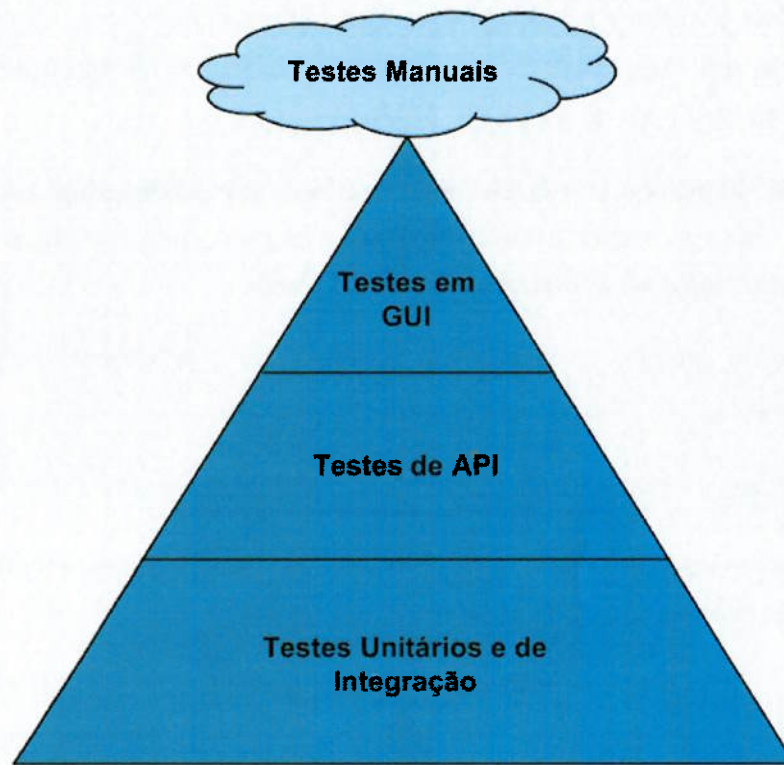 Testes Manuais
Testes em
GUI
Testes de API
Testes Unitários e de
Integração